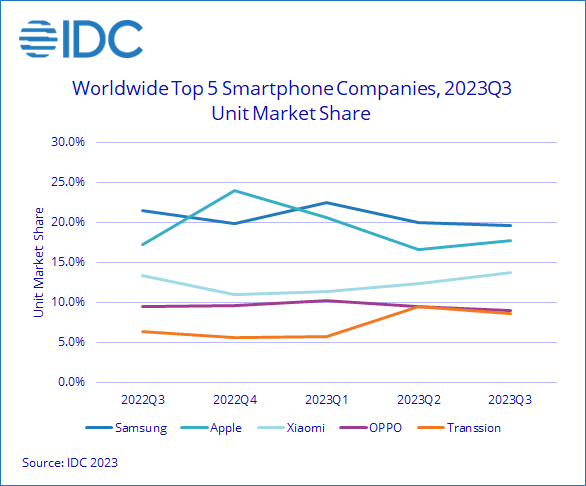 IDC
Worldwide Top 5 Smartphone Companies, 2023Q3
Unit Market Share
30.0%
25.0%
20.0%
15.0%
10.0%
5.0%
0.0%
Unit Market Share
2022Q3 2022Q4 2023Q1 2023Q2 2023Q3
Samsung Apple Xiaomi OPPO Transsion
Source: IDC 2023